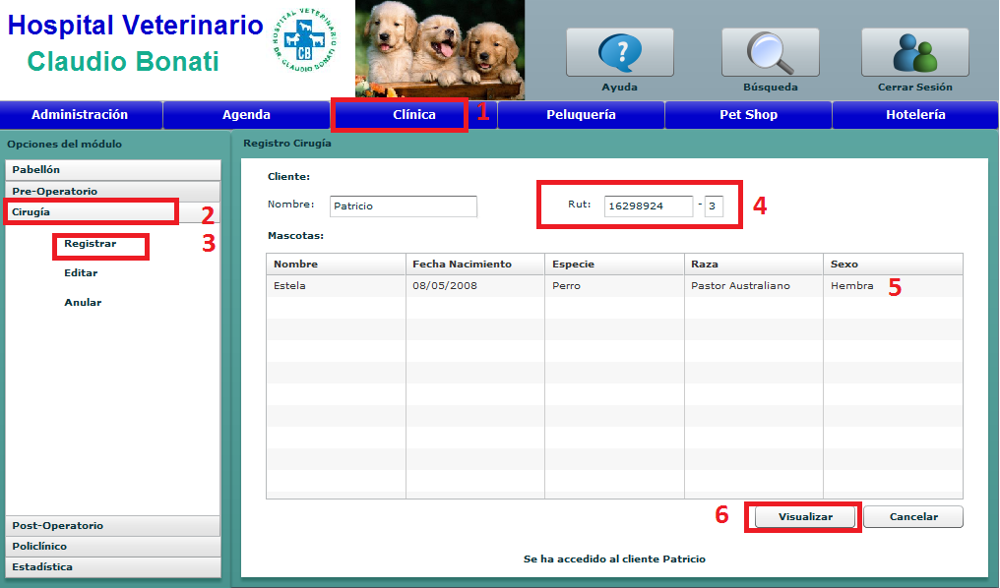 Hospital Veterinario
Claudio Bonati
HOSPITAL VETERINARIO
DR. CLAUDIO BONATI
CB
?
Ayuda
Búsqueda
Cerrar Sesión
Administración
Agenda
Clínica
1
Peluquería
Pet Shop
Hotelería
Opciones del módulo
Pabellón
Pre-Operatorio
Cirugía
2
Registrar
3
Editar
Anular
Post-Operatorio
Policlínico
Estadística
Registro Cirugía
Cliente:
Nombre: Patricio
Rut: 16298924 - 3
4
Mascotas:
Nombre Fecha Nacimiento Especie Raza Sexo
Estela 08/05/2008 Perro Pastor Australiano Hembra
5
6
Visualizar
Cancelar
Se ha accedido al cliente Patricio